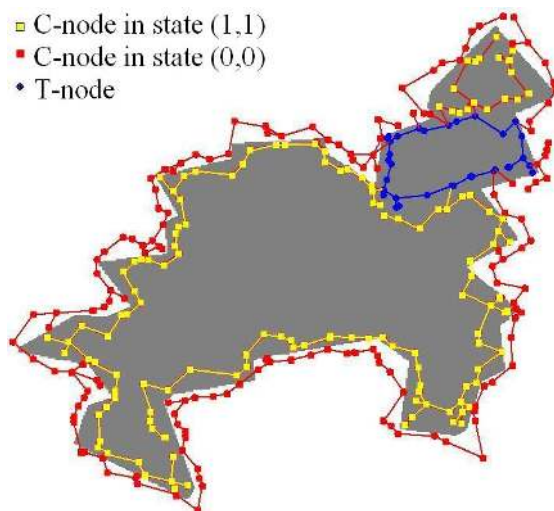 C-node in state (1,1)
C-node in state (0,0)
T-node